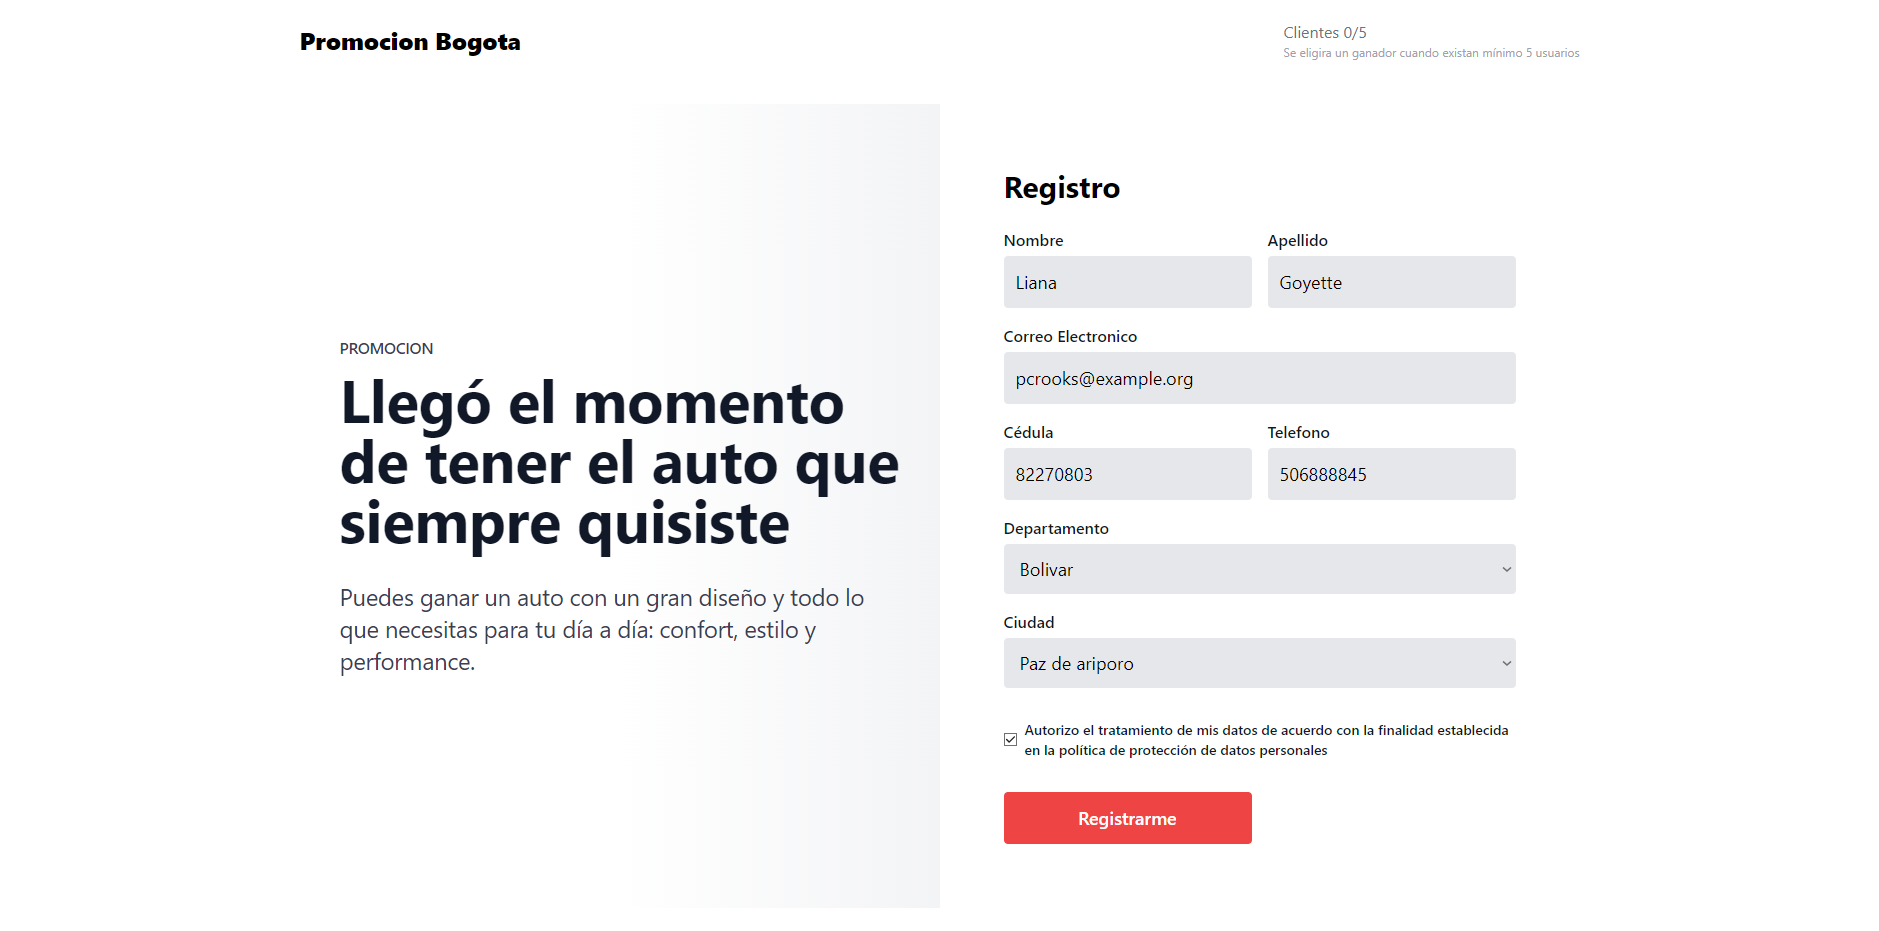 Promocion Bogota
Clientes 0/5
Se eligira un ganador cuando existan mínimo 5 usuarios
PROMOCION
Llegó el momento
de tener el auto que
siempre quisiste
Puedes ganar un auto con un gran diseño y todo lo
que necesitas para tu día a día: confort, estilo y
performance.
Registro
Nombre
Apellido
Liana
Goyette
Correo Electronico
pcrooks@example.org
Cédula
Telefono
82270803
506888845
Departamento
Bolivar
Ciudad
Paz de ariporo
Autorizo el tratamiento de mis datos de acuerdo con la finalidad establecida
en la política de protección de datos personales
Registrarme